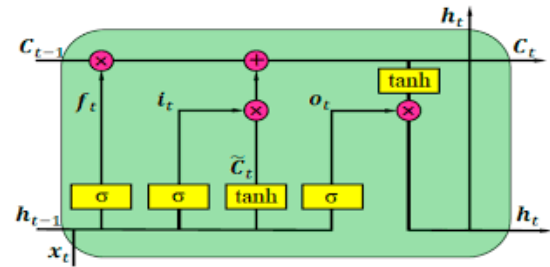 h_t
C_{t-1} × + C_t
tanh
f_t i_t × o_t ×
C̃_t
σ σ tanh σ
h_{t-1} h_t
x_t